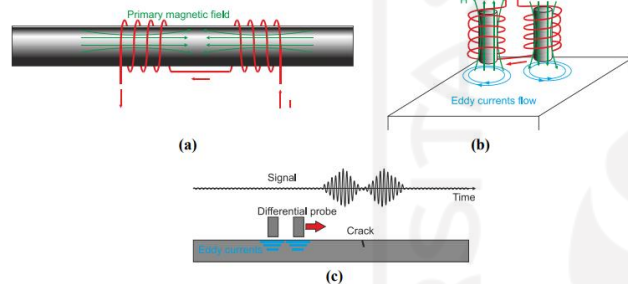 Primary magnetic field
I
(a)
Eddy currents flow
(b)
Signal
Time
Differential probe
Crack
Eddy currents
(c)